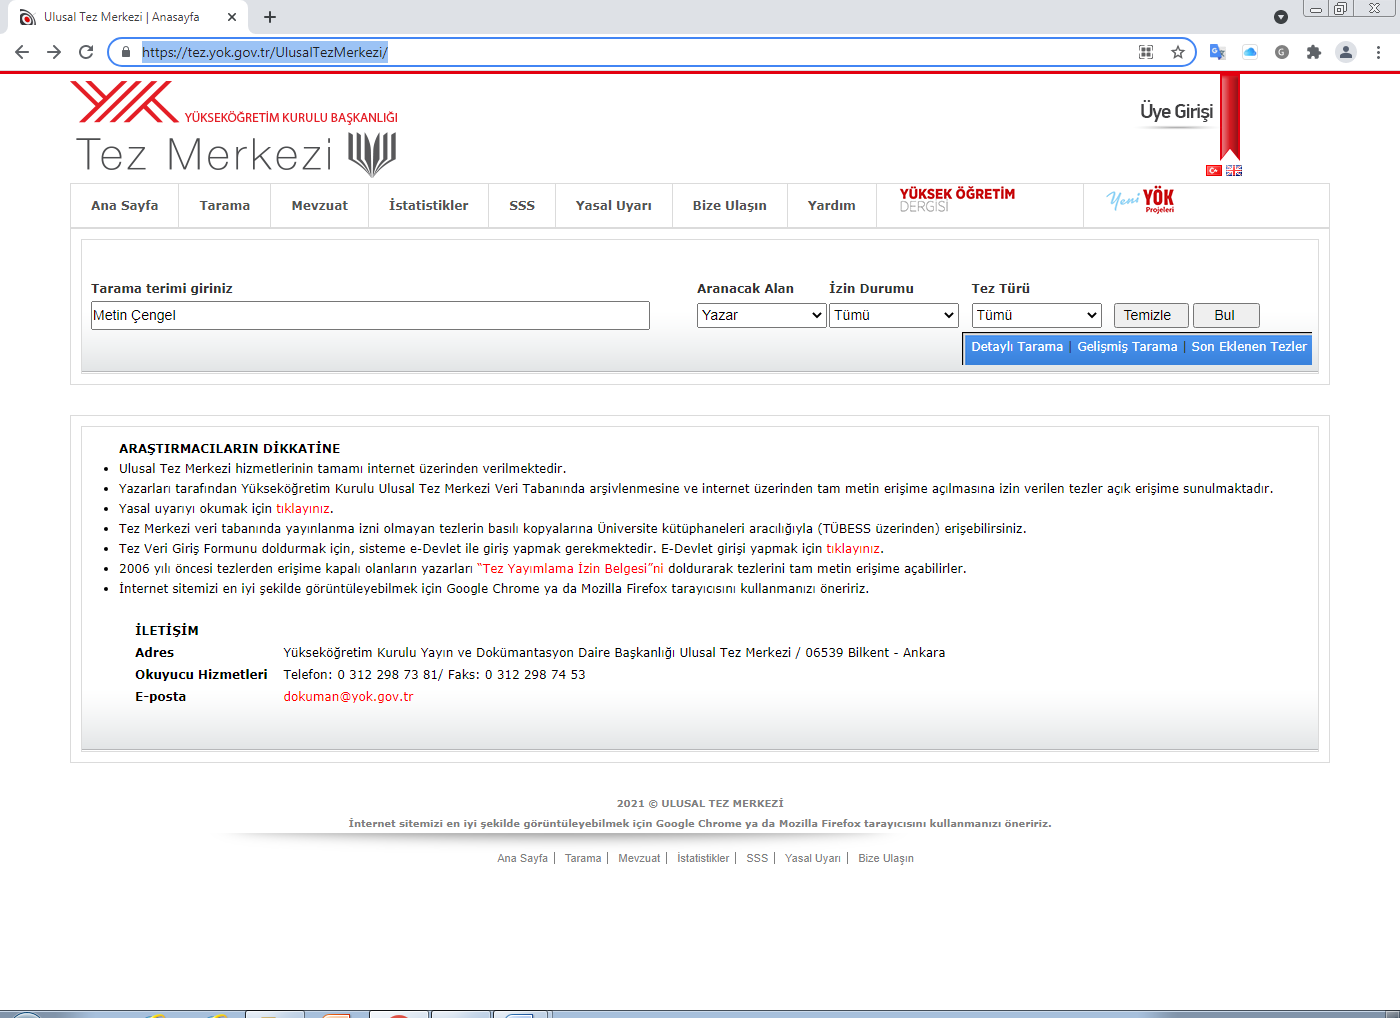 Ulusal Tez Merkezi | Anasayfa
https://tez.yok.gov.tr/UlusalTezMerkezi/
YÜKSEKÖĞRETİM KURULU BAŞKANLIĞI
Tez Merkezi
Üye Girişi
Ana Sayfa Tarama Mevzuat İstatistikler SSS Yasal Uyarı Bize Ulaşın Yardım YÜKSEK ÖĞRETİM DERGİSİ Yeni YÖK Projeleri
Tarama terimi giriniz Aranacak Alan İzin Durumu Tez Türü
Metin Çengel Yazar Tümü Tümü Temizle Bul
Detaylı Tarama | Gelişmiş Tarama | Son Eklenen Tezler
ARAŞTIRMACILARIN DİKKATİNE
• Ulusal Tez Merkezi hizmetlerinin tamamı internet üzerinden verilmektedir.
• Yazarları tarafından Yükseköğretim Kurulu Ulusal Tez Merkezi Veri Tabanında arşivlenmesine ve internet üzerinden tam metin erişime açılmasına izin verilen tezler açık erişime sunulmaktadır.
• Yasal uyarıyı okumak için tıklayınız.
• Tez Merkezi veri tabanında yayınlanma izni olmayan tezlerin basılı kopyalarına Üniversite kütüphaneleri aracılığıyla (TÜBESS üzerinden) erişebilirsiniz.
• Tez Veri Giriş Formunu doldurmak için, sisteme e-Devlet ile giriş yapmak gerekmektedir. E-Devlet girişi yapmak için tıklayınız.
• 2006 yılı öncesi tezlerden erişime kapalı olanların yazarları “Tez Yayımlama İzin Belgesi”ni doldurarak tezlerini tam metin erişime açabilirler.
• İnternet sitemizi en iyi şekilde görüntüleyebilmek için Google Chrome ya da Mozilla Firefox tarayıcısını kullanmanızı öneririz.
İLETİŞİM
Adres Yükseköğretim Kurulu Yayın ve Dokümantasyon Daire Başkanlığı Ulusal Tez Merkezi / 06539 Bilkent - Ankara
Okuyucu Hizmetleri Telefon: 0 312 298 73 81/ Faks: 0 312 298 74 53
E-posta dokuman@yok.gov.tr
2021 © ULUSAL TEZ MERKEZİ
İnternet sitemizi en iyi şekilde görüntüleyebilmek için Google Chrome ya da Mozilla Firefox tarayıcısını kullanmanızı öneririz.
Ana Sayfa | Tarama | Mevzuat | İstatistikler | SSS | Yasal Uyarı | Bize Ulaşın